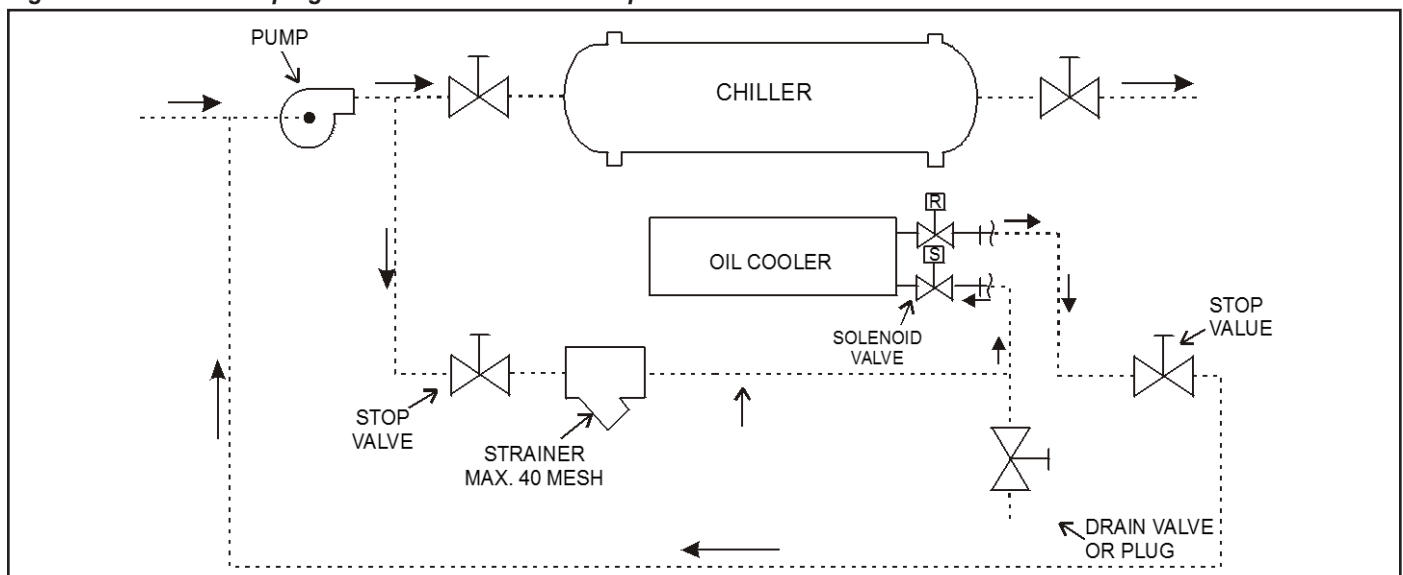 PUMP
CHILLER
R
OIL COOLER
S
SOLENOID
VALVE
STOP
VALUE
STOP
VALVE
STRAINER
MAX. 40 MESH
DRAIN VALVE
OR PLUG